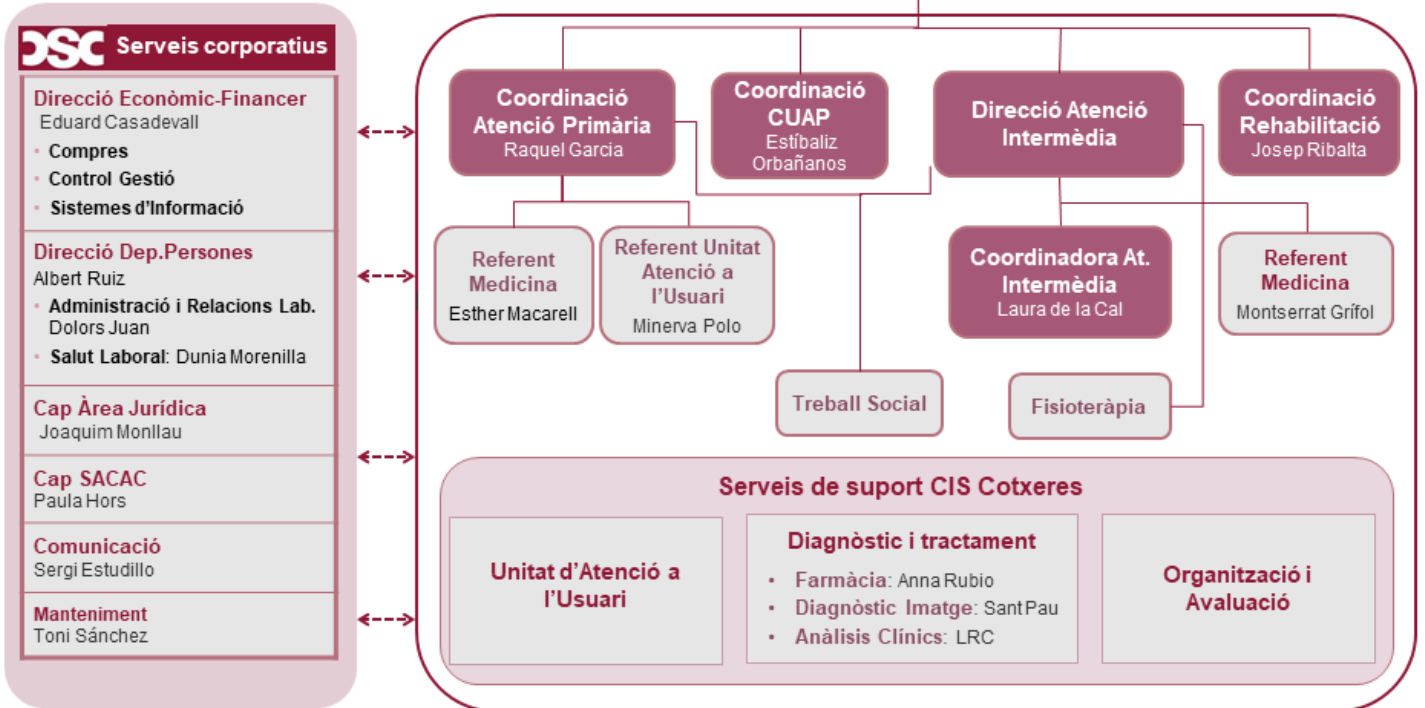 CSC Serveis corporatius
Direcció Econòmic-Financer
Eduard Casadevall
• Compres
• Control Gestió
• Sistemes d'Informació
Direcció Dep.Persones
Albert Ruiz
• Administració i Relacions Lab.
Dolors Juan
• Salut Laboral: Dunia Morenilla
Cap Àrea Jurídica
Joaquim Monllau
Cap SACAC
Paula Hors
Comunicació
Sergi Estudillo
Manteniment
Toni Sánchez
Coordinació
Atenció Primària
Raquel Garcia
Coordinació
CUAP
Estíbaliz
Orbañanos
Direcció Atenció
Intermèdia
Coordinació
Rehabilitació
Josep Ribalta
Referent
Medicina
Esther Macarell
Referent Unitat
Atenció a
l'Usuari
Minerva Polo
Coordinadora At.
Intermèdia
Laura de la Cal
Referent
Medicina
Montserrat Grífol
Treball Social
Fisioteràpia
Serveis de suport CIS Cotxeres
Unitat d'Atenció a
l'Usuari
Diagnòstic i tractament
• Farmàcia: Anna Rubio
• Diagnòstic Imatge: Sant Pau
• Anàlisis Clínics: LRC
Organització i
Avaluació